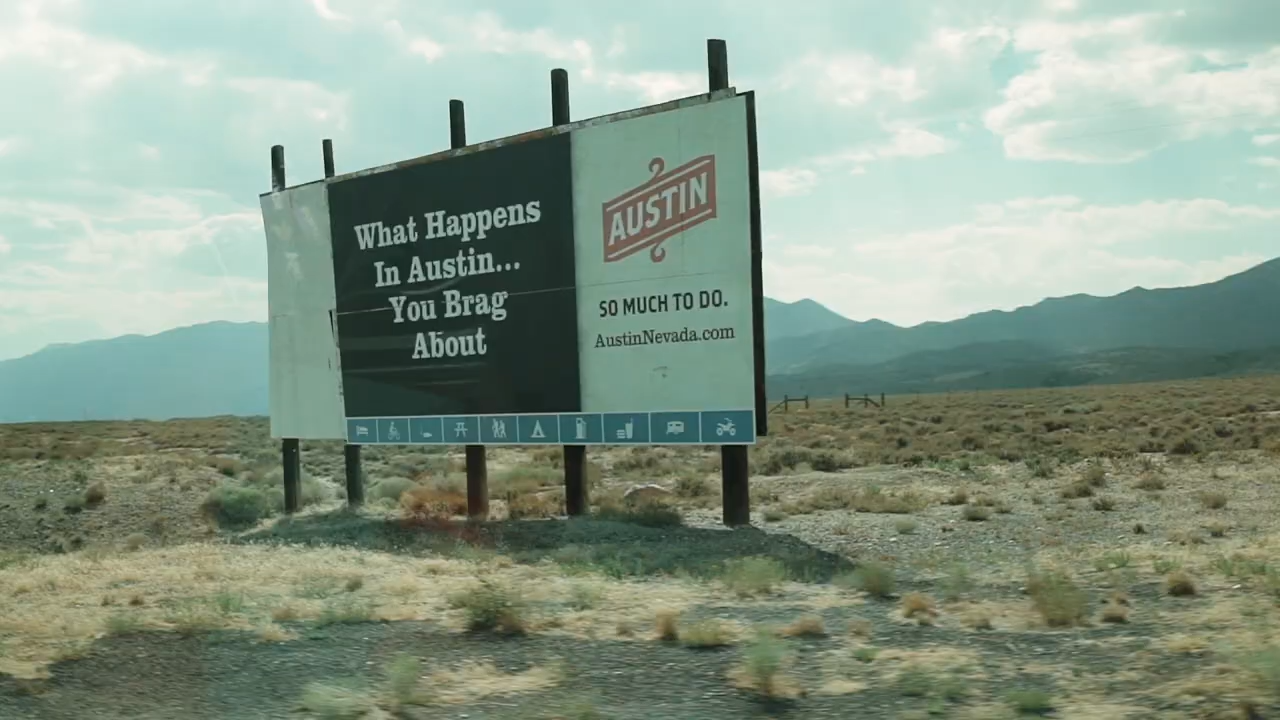 What Happens
In Austin...
You Brag
About
AUSTIN
SO MUCH TO DO.
AustinNevada.com